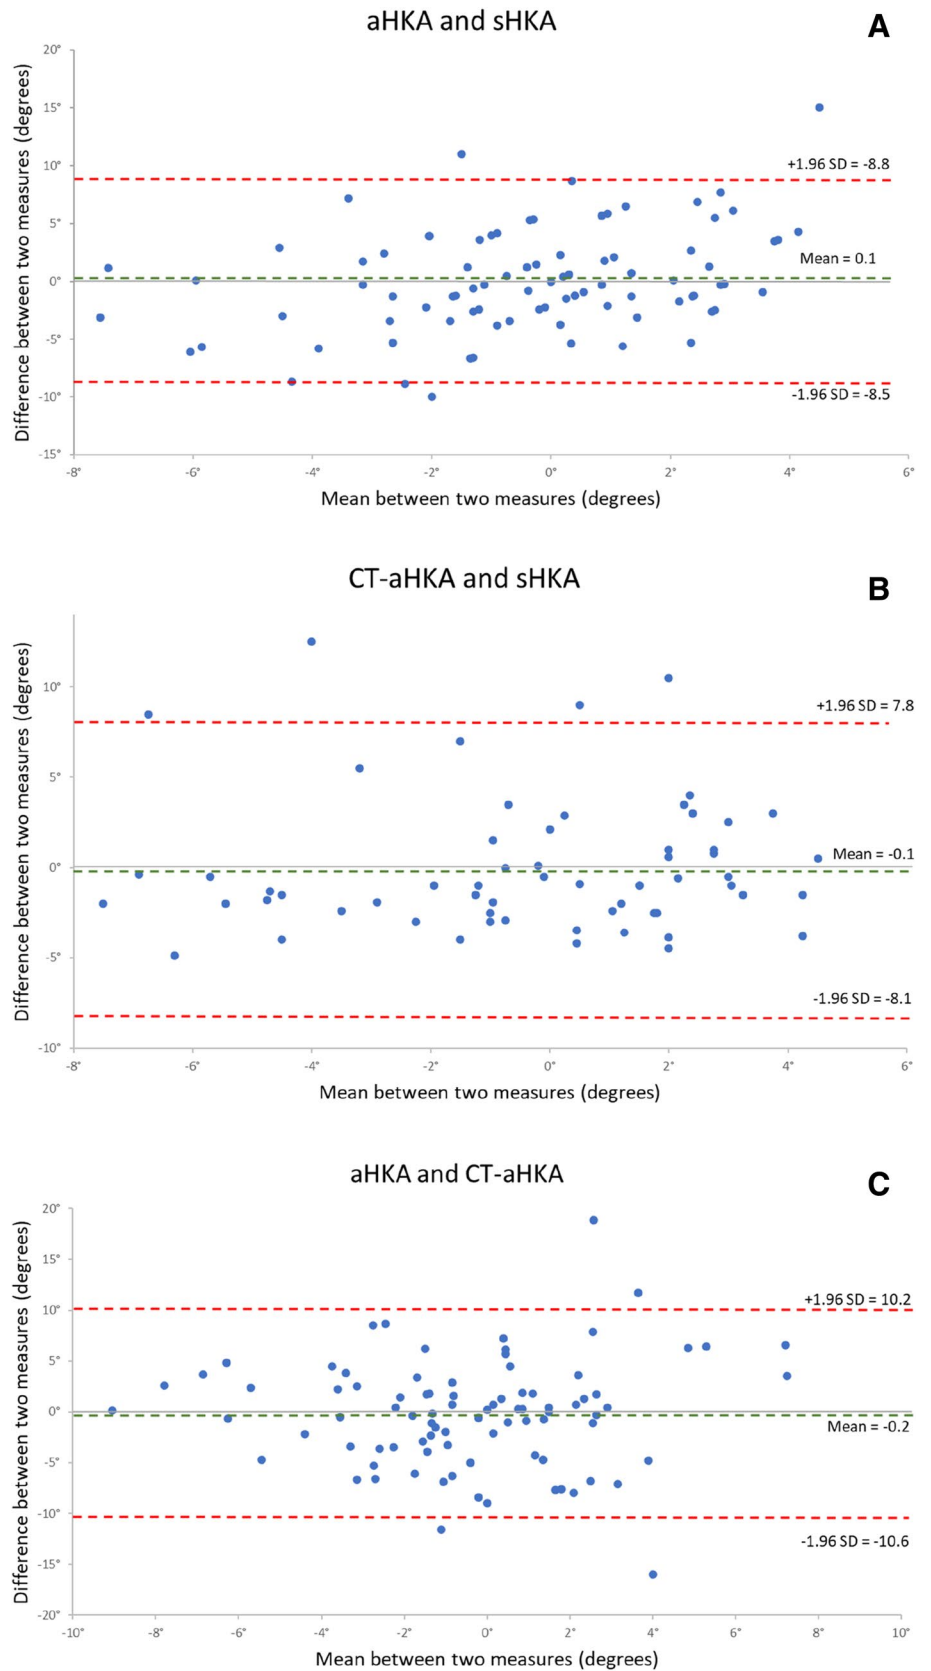 aHKA and sHKA
A
Difference between two measures (degrees)
20°
15°
10°
5°
0°
-5°
-10°
-15°
+1.96 SD = -8.8
Mean = 0.1
-1.96 SD = -8.5
-8°
-6°
-4°
-2°
0°
2°
4°
6°
Mean between two measures (degrees)
CT-aHKA and sHKA
B
Difference between two measures (degrees)
10°
5°
0°
-5°
-10°
+1.96 SD = 7.8
Mean = -0.1
-1.96 SD = -8.1
-8°
-6°
-4°
-2°
0°
2°
4°
6°
Mean between two measures (degrees)
aHKA and CT-aHKA
C
Difference between two measures (degrees)
20°
15°
10°
5°
0°
-5°
-10°
-15°
-20°
+1.96 SD = 10.2
Mean = -0.2
-1.96 SD = -10.6
-10°
-8°
-6°
-4°
-2°
0°
2°
4°
6°
8°
10°
Mean between two measures (degrees)